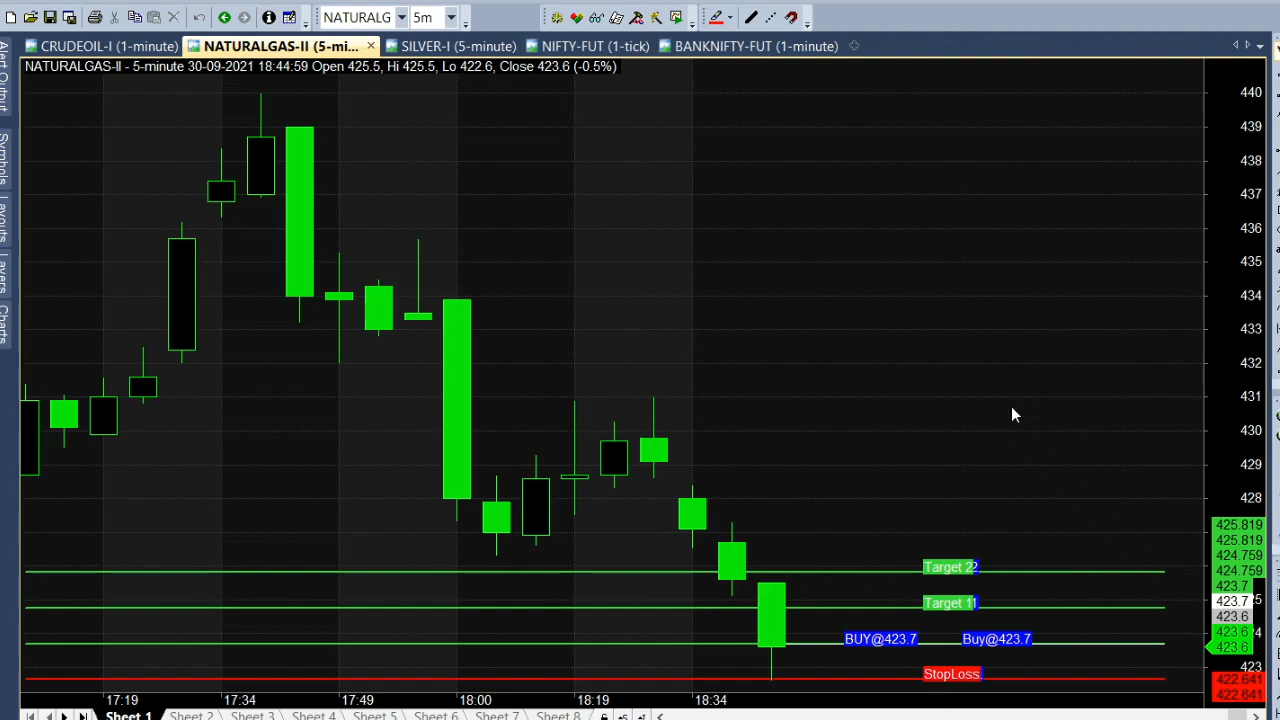 NATURALG 5m
CRUDEOIL-I (1-minute) NATURALGAS-II (5-mi... × SILVER-I (5-minute) NIFTY-FUT (1-tick) BANKNIFTY-FUT (1-minute)
NATURALGAS-II - 5-minute 30-09-2021 18:44:59 Open 425.5, Hi 425.5, Lo 422.6, Close 423.6 (-0.5%)
Alert Output
Symbols
Layouts
Layers
Charts
440
439
438
437
436
435
434
433
432
431
430
429
428
425.819
425.819
424.759
Target 22 424.759
423.7
Target 11 423.7
423.6
BUY@423.7 Buy@423.7 423.6
423.6
423
StopLoss 422.641
422.641
17:19 17:34 17:49 18:00 18:19 18:34
Sheet 1 Sheet 2 Sheet 3 Sheet 4 Sheet 5 Sheet 6 Sheet 7 Sheet 8